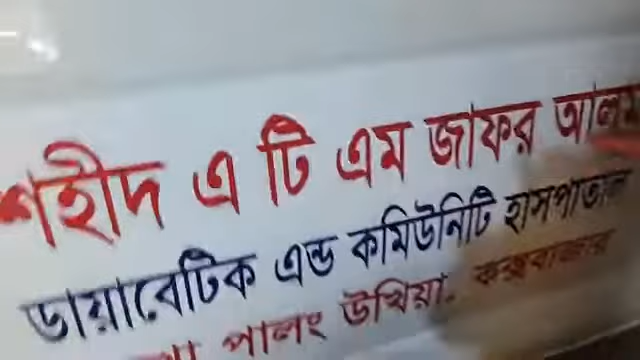 শহীদ এ টি এম জাফর আলম
ডায়াবেটিক এন্ড কমিউনিটি হাসপাতাল
পালং উখিয়া, কক্সবাজার